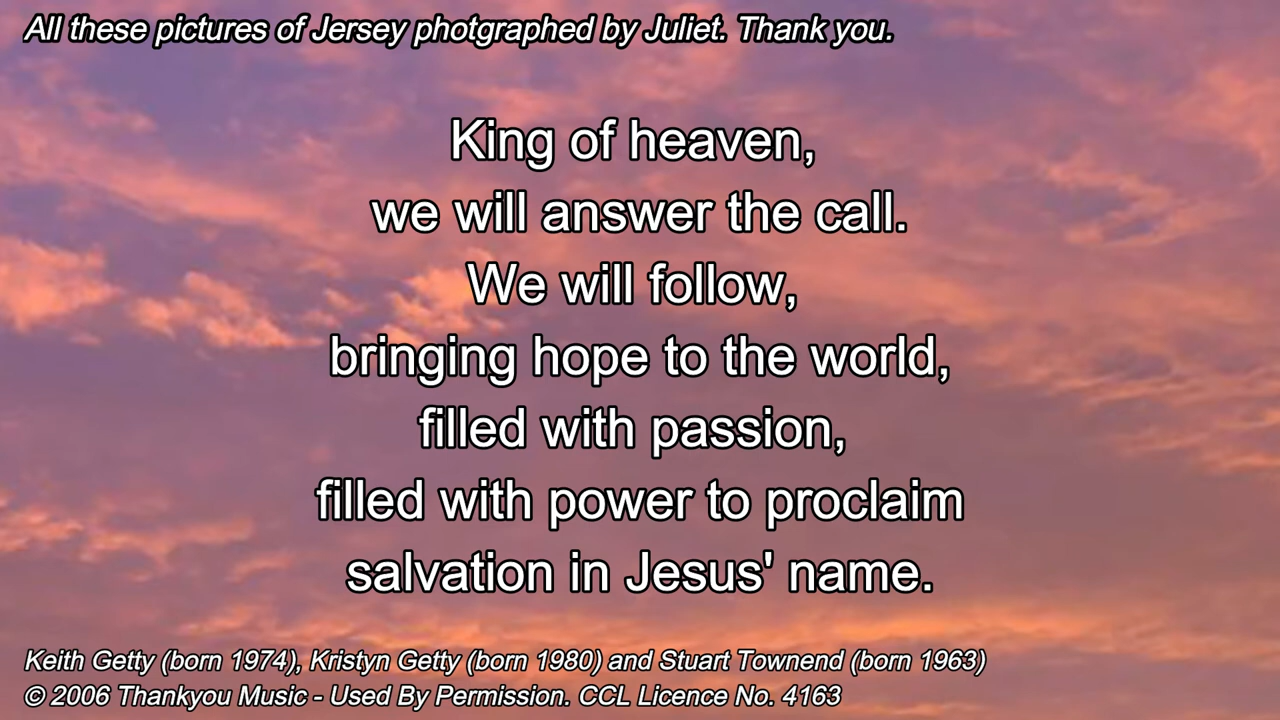 All these pictures of Jersey photgraphed by Juliet. Thank you.
King of heaven,
we will answer the call.
We will follow,
bringing hope to the world,
filled with passion,
filled with power to proclaim
salvation in Jesus' name.
Keith Getty (born 1974), Kristyn Getty (born 1980) and Stuart Townend (born 1963)
© 2006 Thankyou Music - Used By Permission. CCL Licence No. 4163